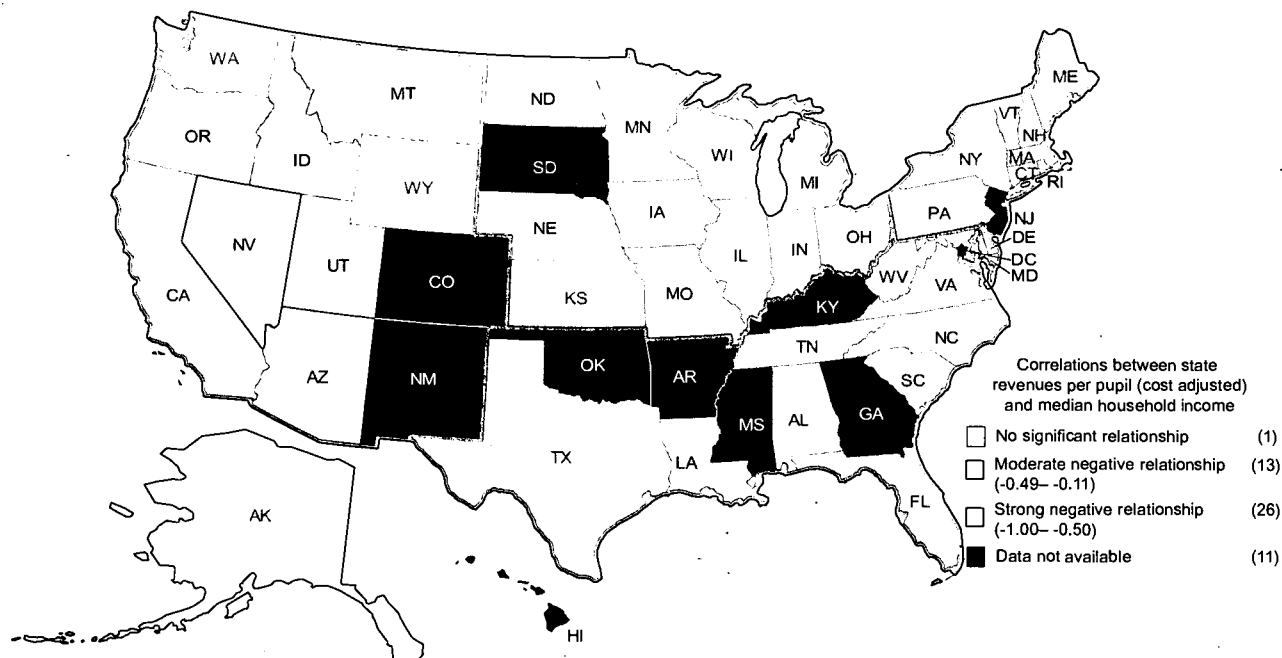 WA
MT
ND
MN
ME
VT
NH
OR
ID
SD
WI
NY
MA
CT
RI
WY
MI
PA
NJ
IA
NE
NV
UT
CO
IL
IN
OH
DE
DC
MD
WV
VA
CA
KS
MO
KY
TN
NC
AZ
NM
OK
AR
SC
MS
AL
GA
TX
LA
FL
AK
HI
Correlations between state
revenues per pupil (cost adjusted)
and median household income
No significant relationship (1)
Moderate negative relationship (13)
(-0.49– -0.11)
Strong negative relationship (26)
(-1.00– -0.50)
Data not available (11)